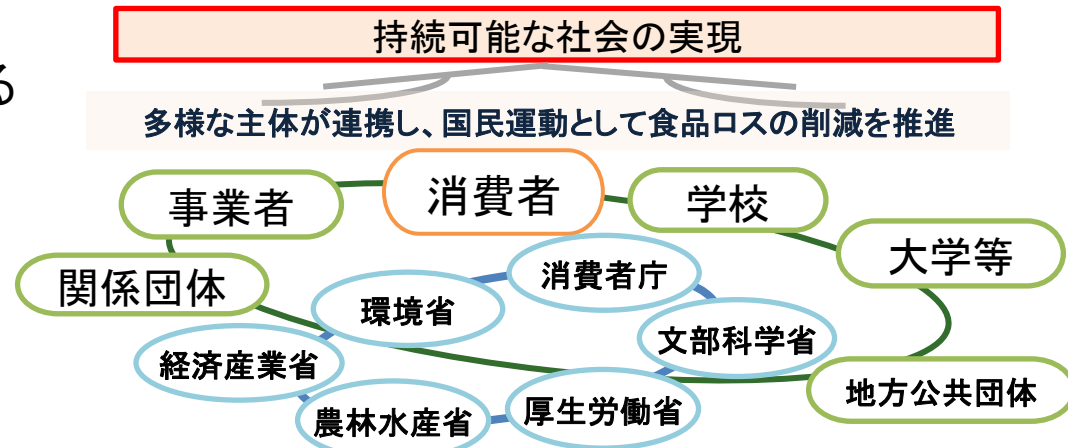 持続可能な社会の実現
る
多様な主体が連携し、国民運動として食品ロスの削減を推進
消費者
事業者
学校
大学等
関係団体
消費者庁
環境省
文部科学省
経済産業省
地方公共団体
厚生労働省
農林水産省